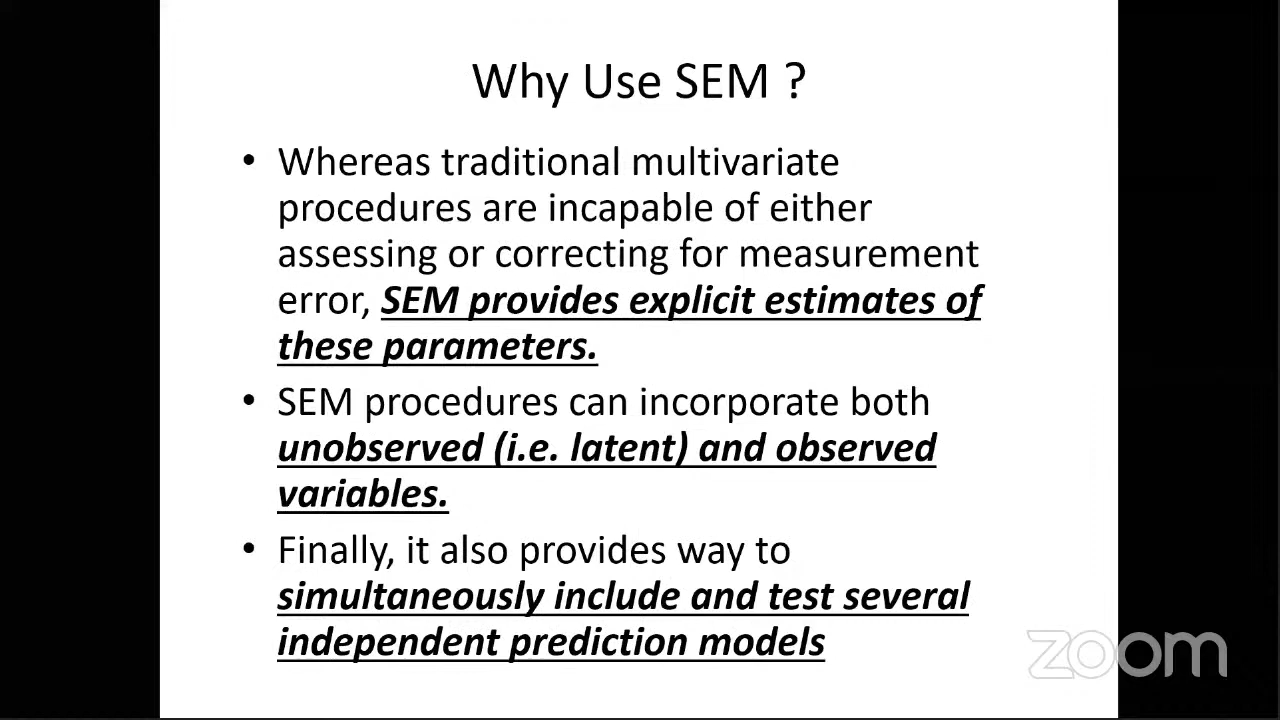 Why Use SEM ?
• Whereas traditional multivariate
procedures are incapable of either
assessing or correcting for measurement
error, SEM provides explicit estimates of
these parameters.
• SEM procedures can incorporate both
unobserved (i.e. latent) and observed
variables.
• Finally, it also provides way to
simultaneously include and test several
independent prediction models
zoom